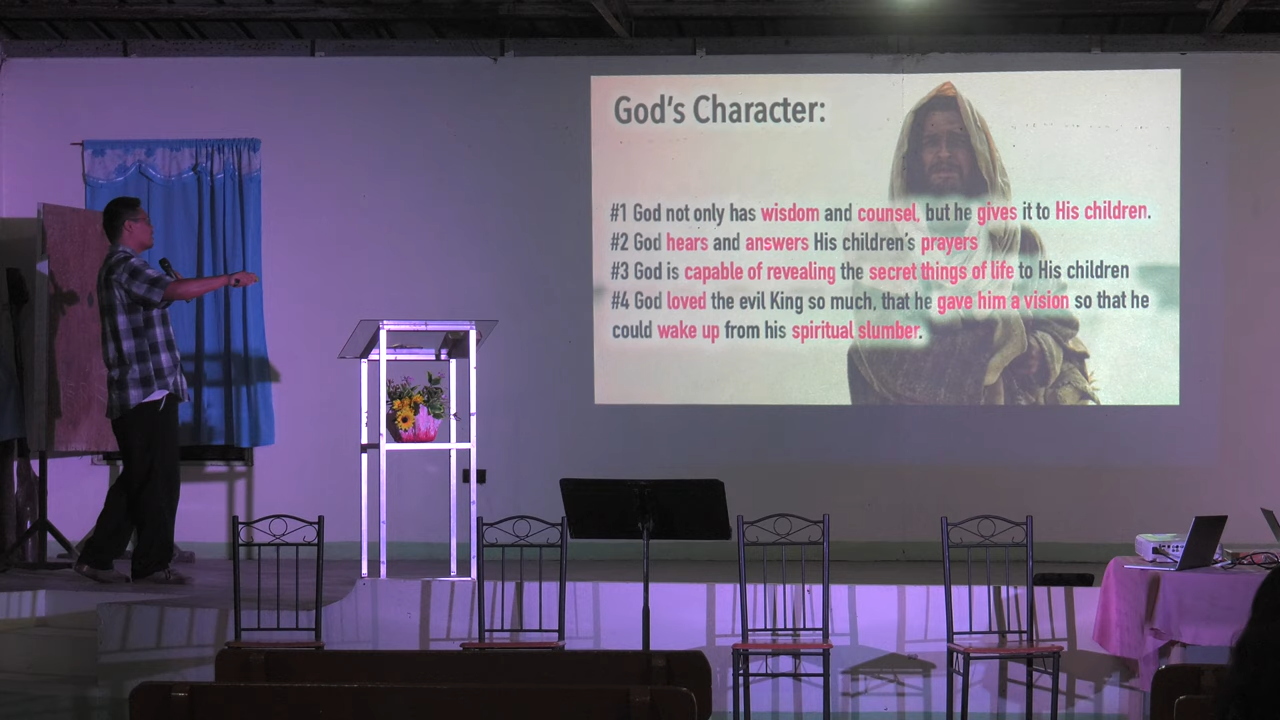 God's Character:
#1 God not only has wisdom and counsel, but he gives it to His children.
#2 God hears and answers His children's prayers
#3 God is capable of revealing the secret things of life to His children
#4 God loved the evil King so much, that he gave him a vision so that he
could wake up from his spiritual slumber.